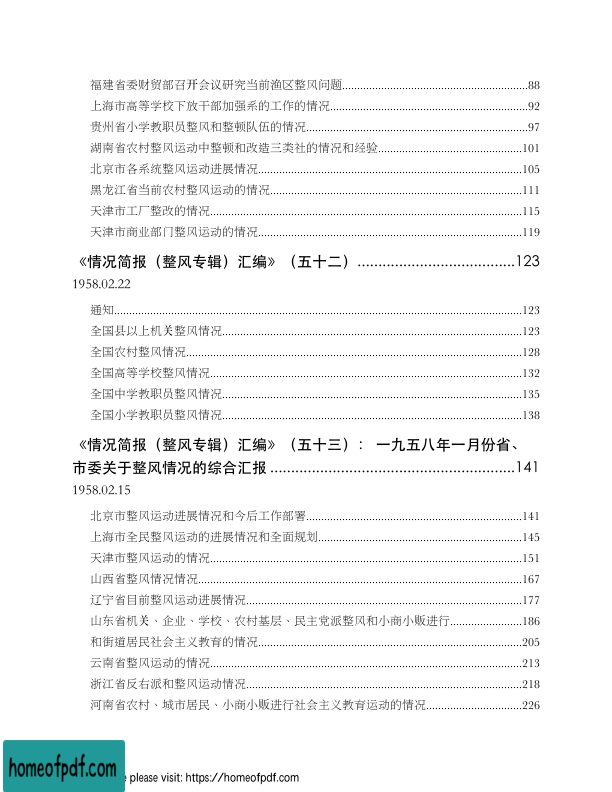 福建省委财贸部召开会议研究当前渔区整风问题..............................................................88
上海市高等学校下放干部加强系的工作的情况..................................................................92
贵州省小学教职员整风和整顿队伍的情况..........................................................................97
湖南省农村整风运动中整顿和改造三类社的情况和经验................................................101
北京市各系统整风运动进展情况........................................................................................105
黑龙江省当前农村整风运动的情况....................................................................................111
天津市工厂整改的情况........................................................................................................115
天津市商业部门整风运动的情况........................................................................................119
《情况简报（整风专辑）汇编》（五十二）......................................123
1958.02.22
通知........................................................................................................................................123
全国县以上机关整风情况....................................................................................................123
全国农村整风情况................................................................................................................128
全国高等学校整风情况........................................................................................................132
全国中学教职员整风情况....................................................................................................135
全国小学教职员整风情况....................................................................................................138
《情况简报（整风专辑）汇编》（五十三）： 一九五八年一月份省、
市委关于整风情况的综合汇报 ...........................................................141
1958.02.15
北京市整风运动进展情况和今后工作部署........................................................................141
上海市全民整风运动的进展情况和全面规划....................................................................145
天津市整风运动的情况........................................................................................................151
山西省整风情况情况............................................................................................................167
辽宁省目前整风运动进展情况............................................................................................177
山东省机关、企业、学校、农村基层、民主党派整风和小商小贩进行........................186
和街道居民社会主义教育的情况........................................................................................205
云南省整风运动的情况........................................................................................................213
浙江省反右派和整风运动情况............................................................................................218
河南省农村、城市居民、小商小贩进行社会主义教育运动的情况................................226
homeofpdf.com
e please visit: https://homeofpdf.com